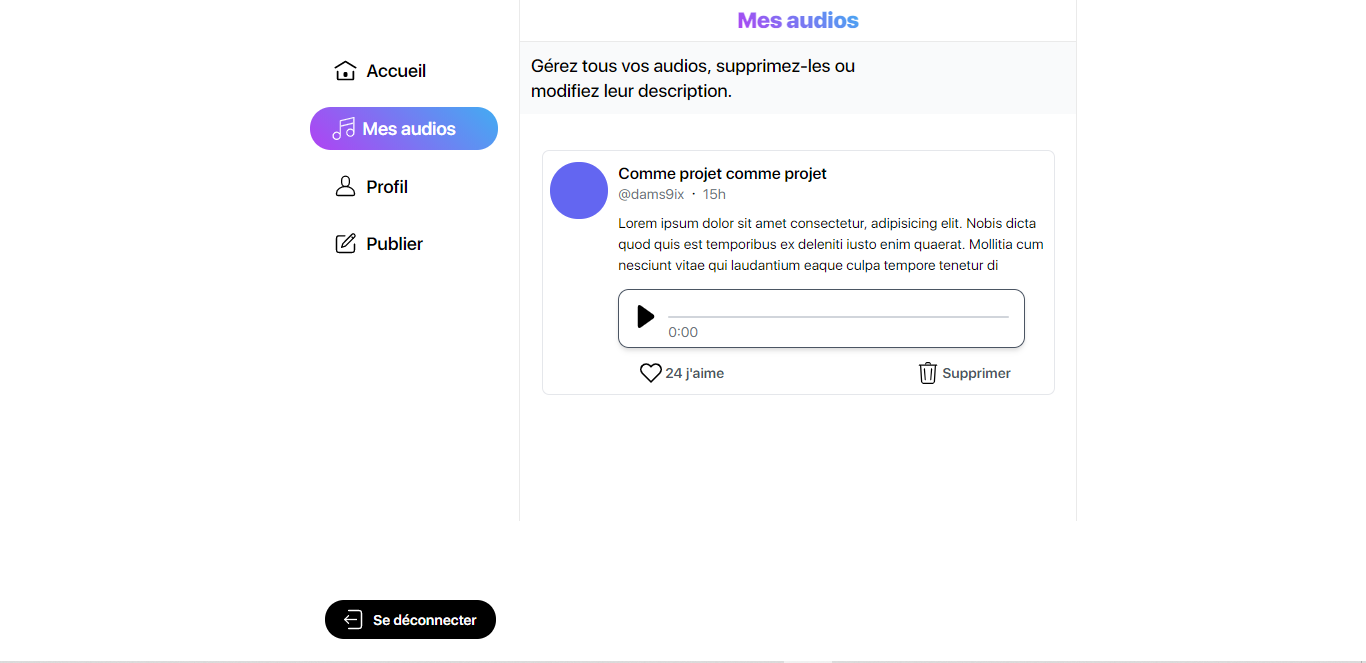 Mes audios
Accueil
Mes audios
Profil
Publier
Gérez tous vos audios, supprimez-les ou
modifiez leur description.
Comme projet comme projet
@dams9ix · 15h
Lorem ipsum dolor sit amet consectetur, adipisicing elit. Nobis dicta
quod quis est temporibus ex deleniti iusto enim quaerat. Mollitia cum
nesciunt vitae qui laudantium eaque culpa tempore tenetur di
0:00
24 j'aime
Supprimer
Se déconnecter